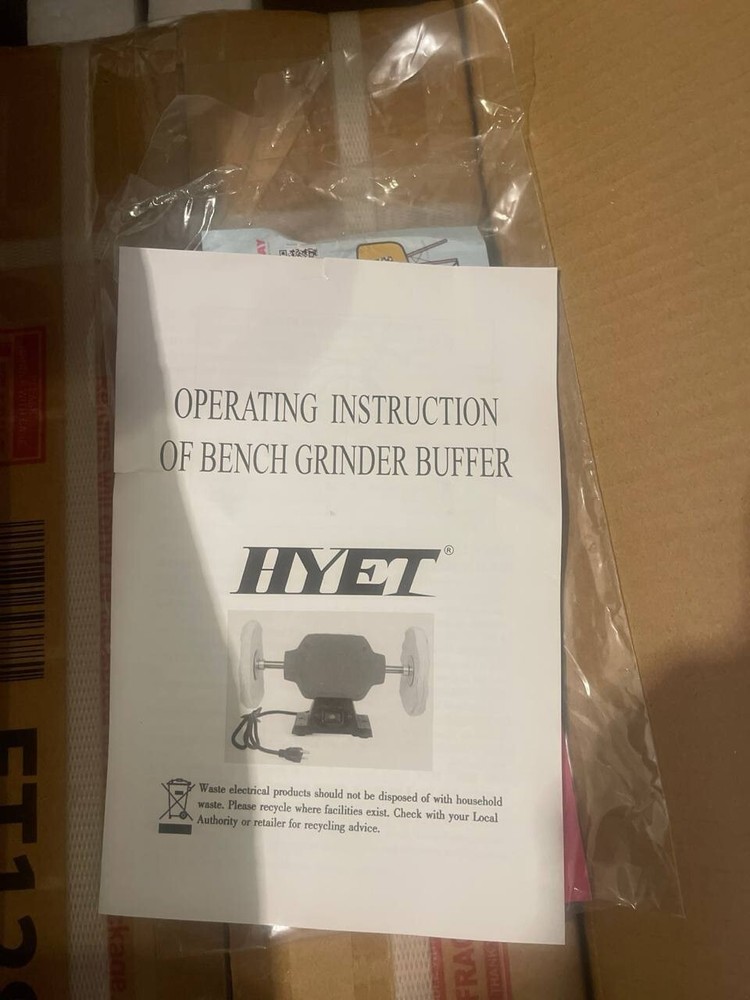 OPERATING INSTRUCTION
OF BENCH GRINDER BUFFER
HYET®
Waste electrical products should not be disposed of with household
waste. Please recycle where facilities exist. Check with your Local
Authority or retailer for recycling advice.